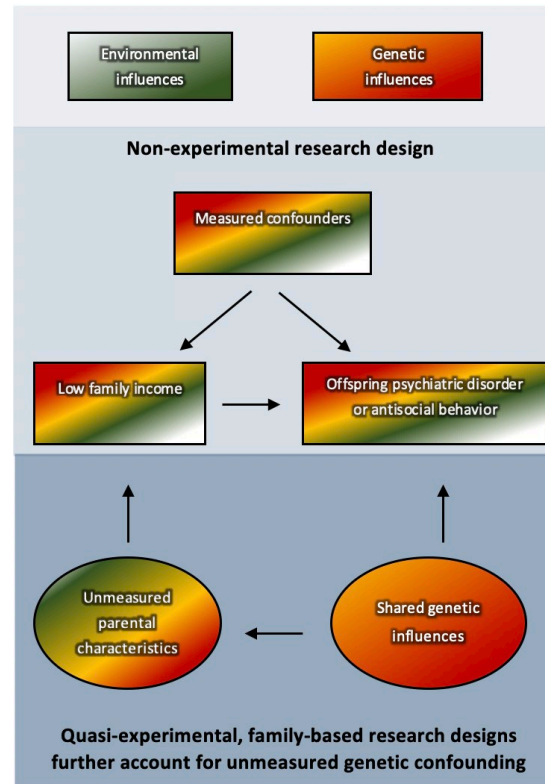 Environmental
influences
Genetic
influences
Non-experimental research design
Measured confounders
Low family income
Offspring psychiatric disorder
or antisocial behavior
Unmeasured
parental
characteristics
Shared genetic
influences
Quasi-experimental, family-based research designs
further account for unmeasured genetic confounding